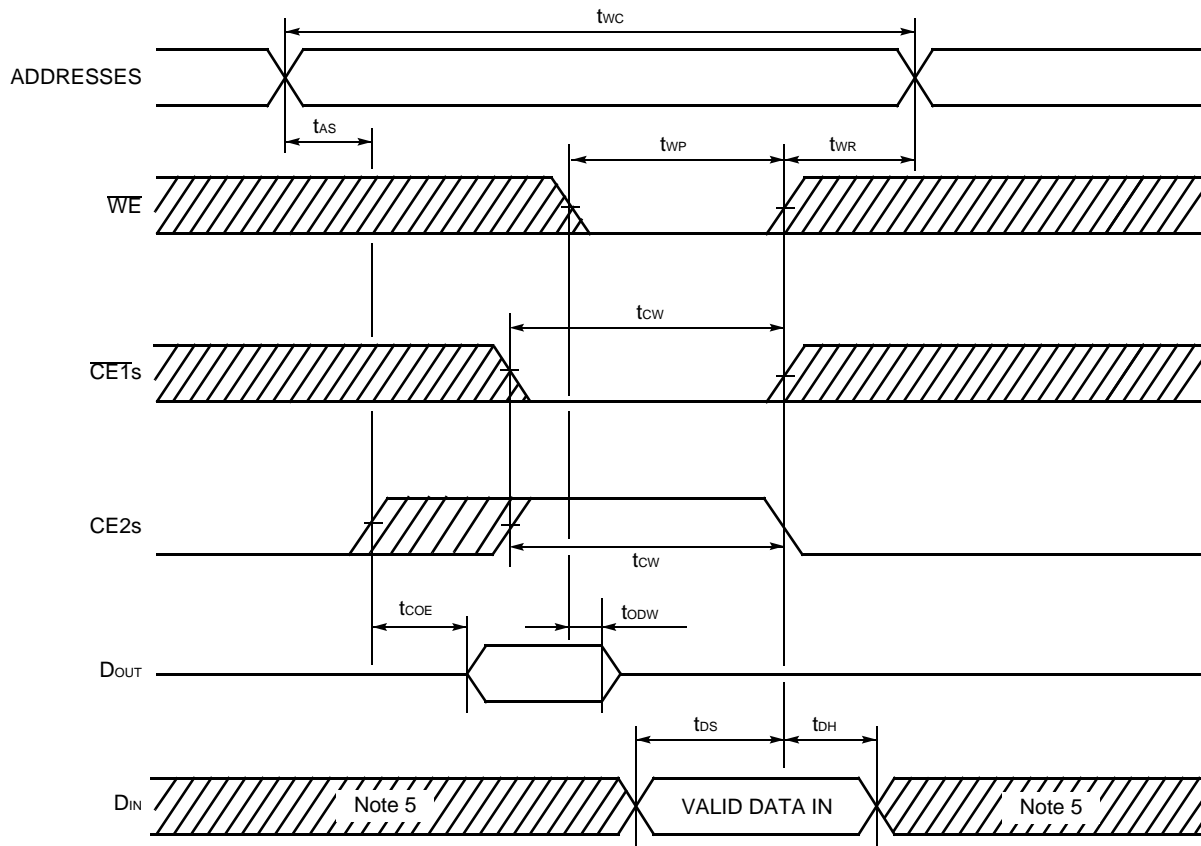 tWC
ADDRESSES
tAS
tWP
tWR
WE
tCW
CE1s
CE2s
tCW
tCOE
tODW
DOUT
tDS
tDH
DIN
Note 5
VALID DATA IN
Note 5